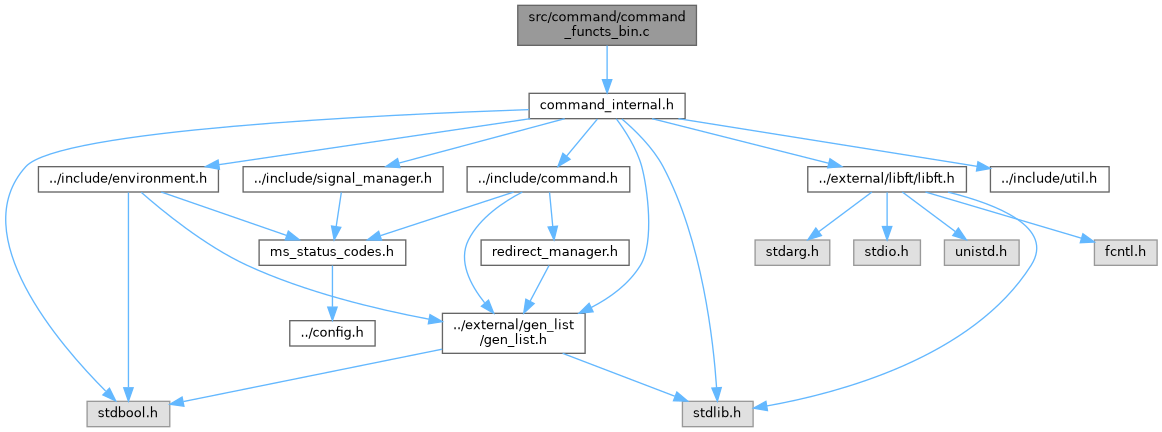 src/command/command
_functs_bin.c
command_internal.h
../include/environment.h
../include/signal_manager.h
../include/command.h
../external/libft/libft.h
../include/util.h
ms_status_codes.h
redirect_manager.h
stdarg.h
stdio.h
unistd.h
fcntl.h
../config.h
../external/gen_list
/gen_list.h
stdbool.h
stdlib.h